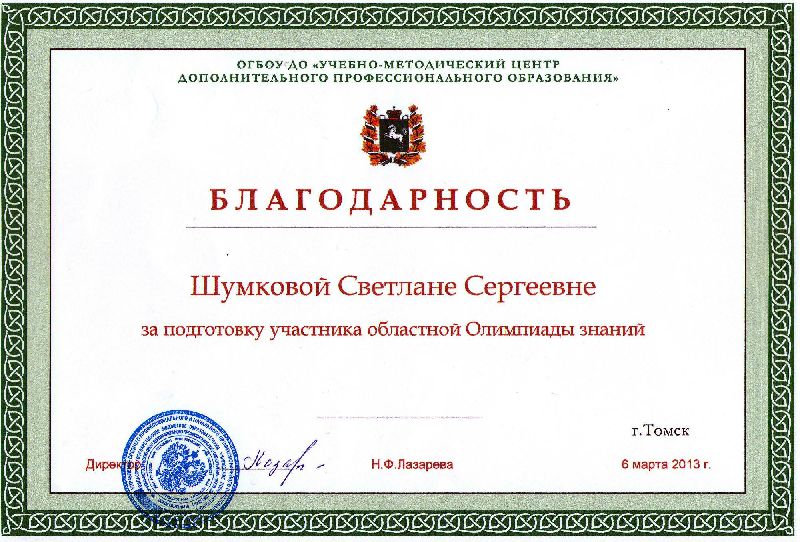 ОГБОУ ДО «УЧЕБНО-МЕТОДИЧЕСКИЙ ЦЕНТР
ДОПОЛНИТЕЛЬНОГО ПРОФЕССИОНАЛЬНОГО ОБРАЗОВАНИЯ»
БЛАГОДАРНОСТЬ
Шумковой Светлане Сергеевне
за подготовку участника областной Олимпиады знаний
г.Томск
Директор Н.Ф.Лазарева 6 марта 2013 г.